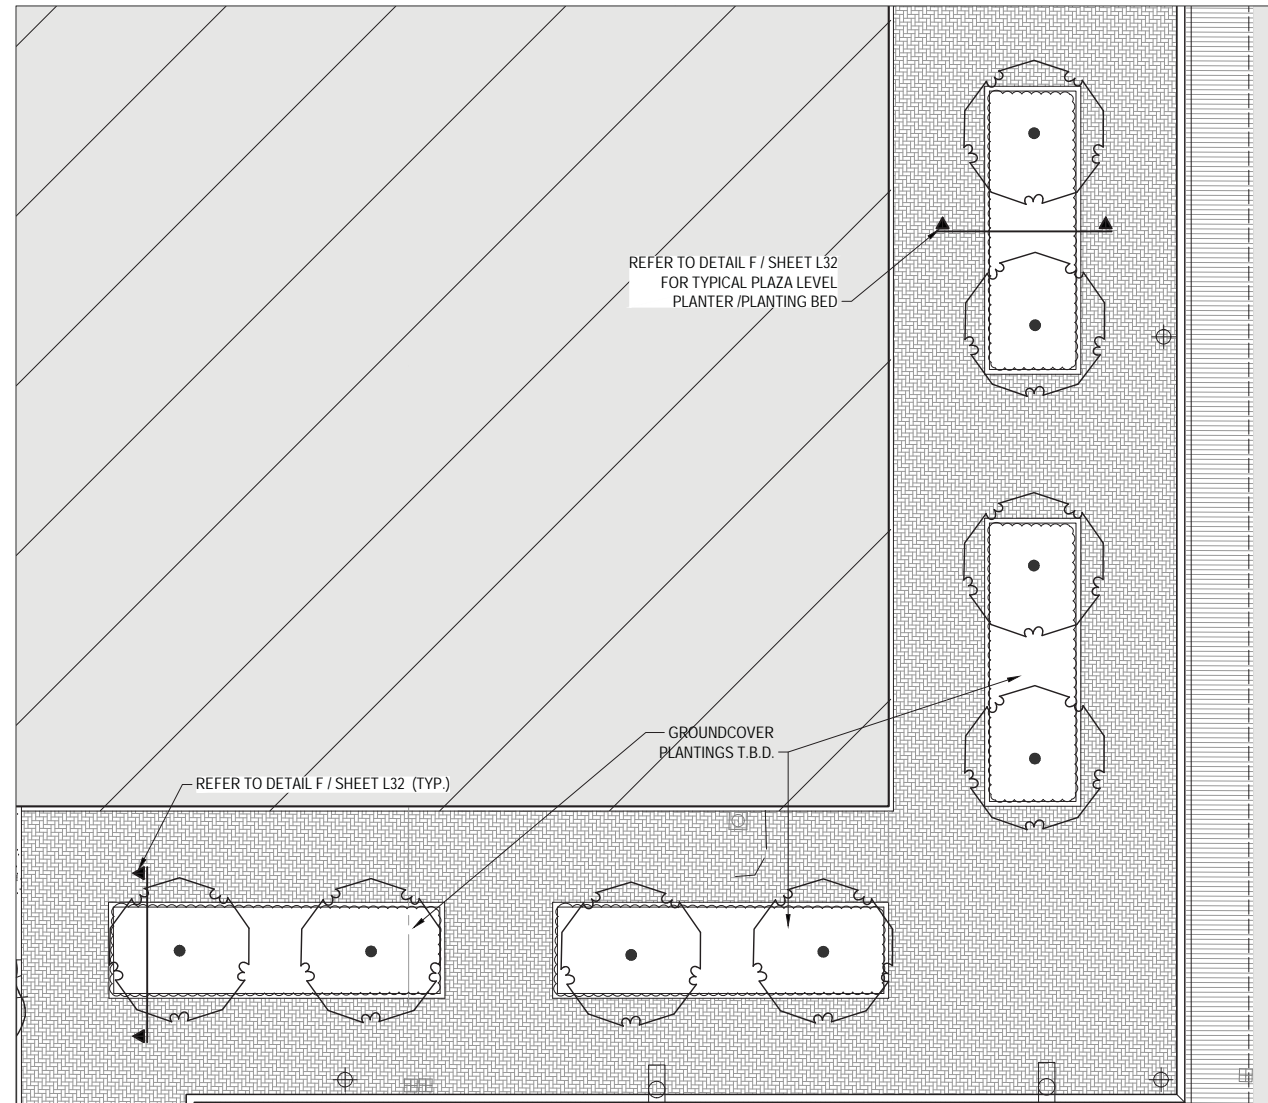 REFER TO DETAIL F / SHEET L32
FOR TYPICAL PLAZA LEVEL
PLANTER /PLANTING BED
GROUNDCOVER
PLANTINGS T.B.D.
REFER TO DETAIL F / SHEET L32 (TYP.)